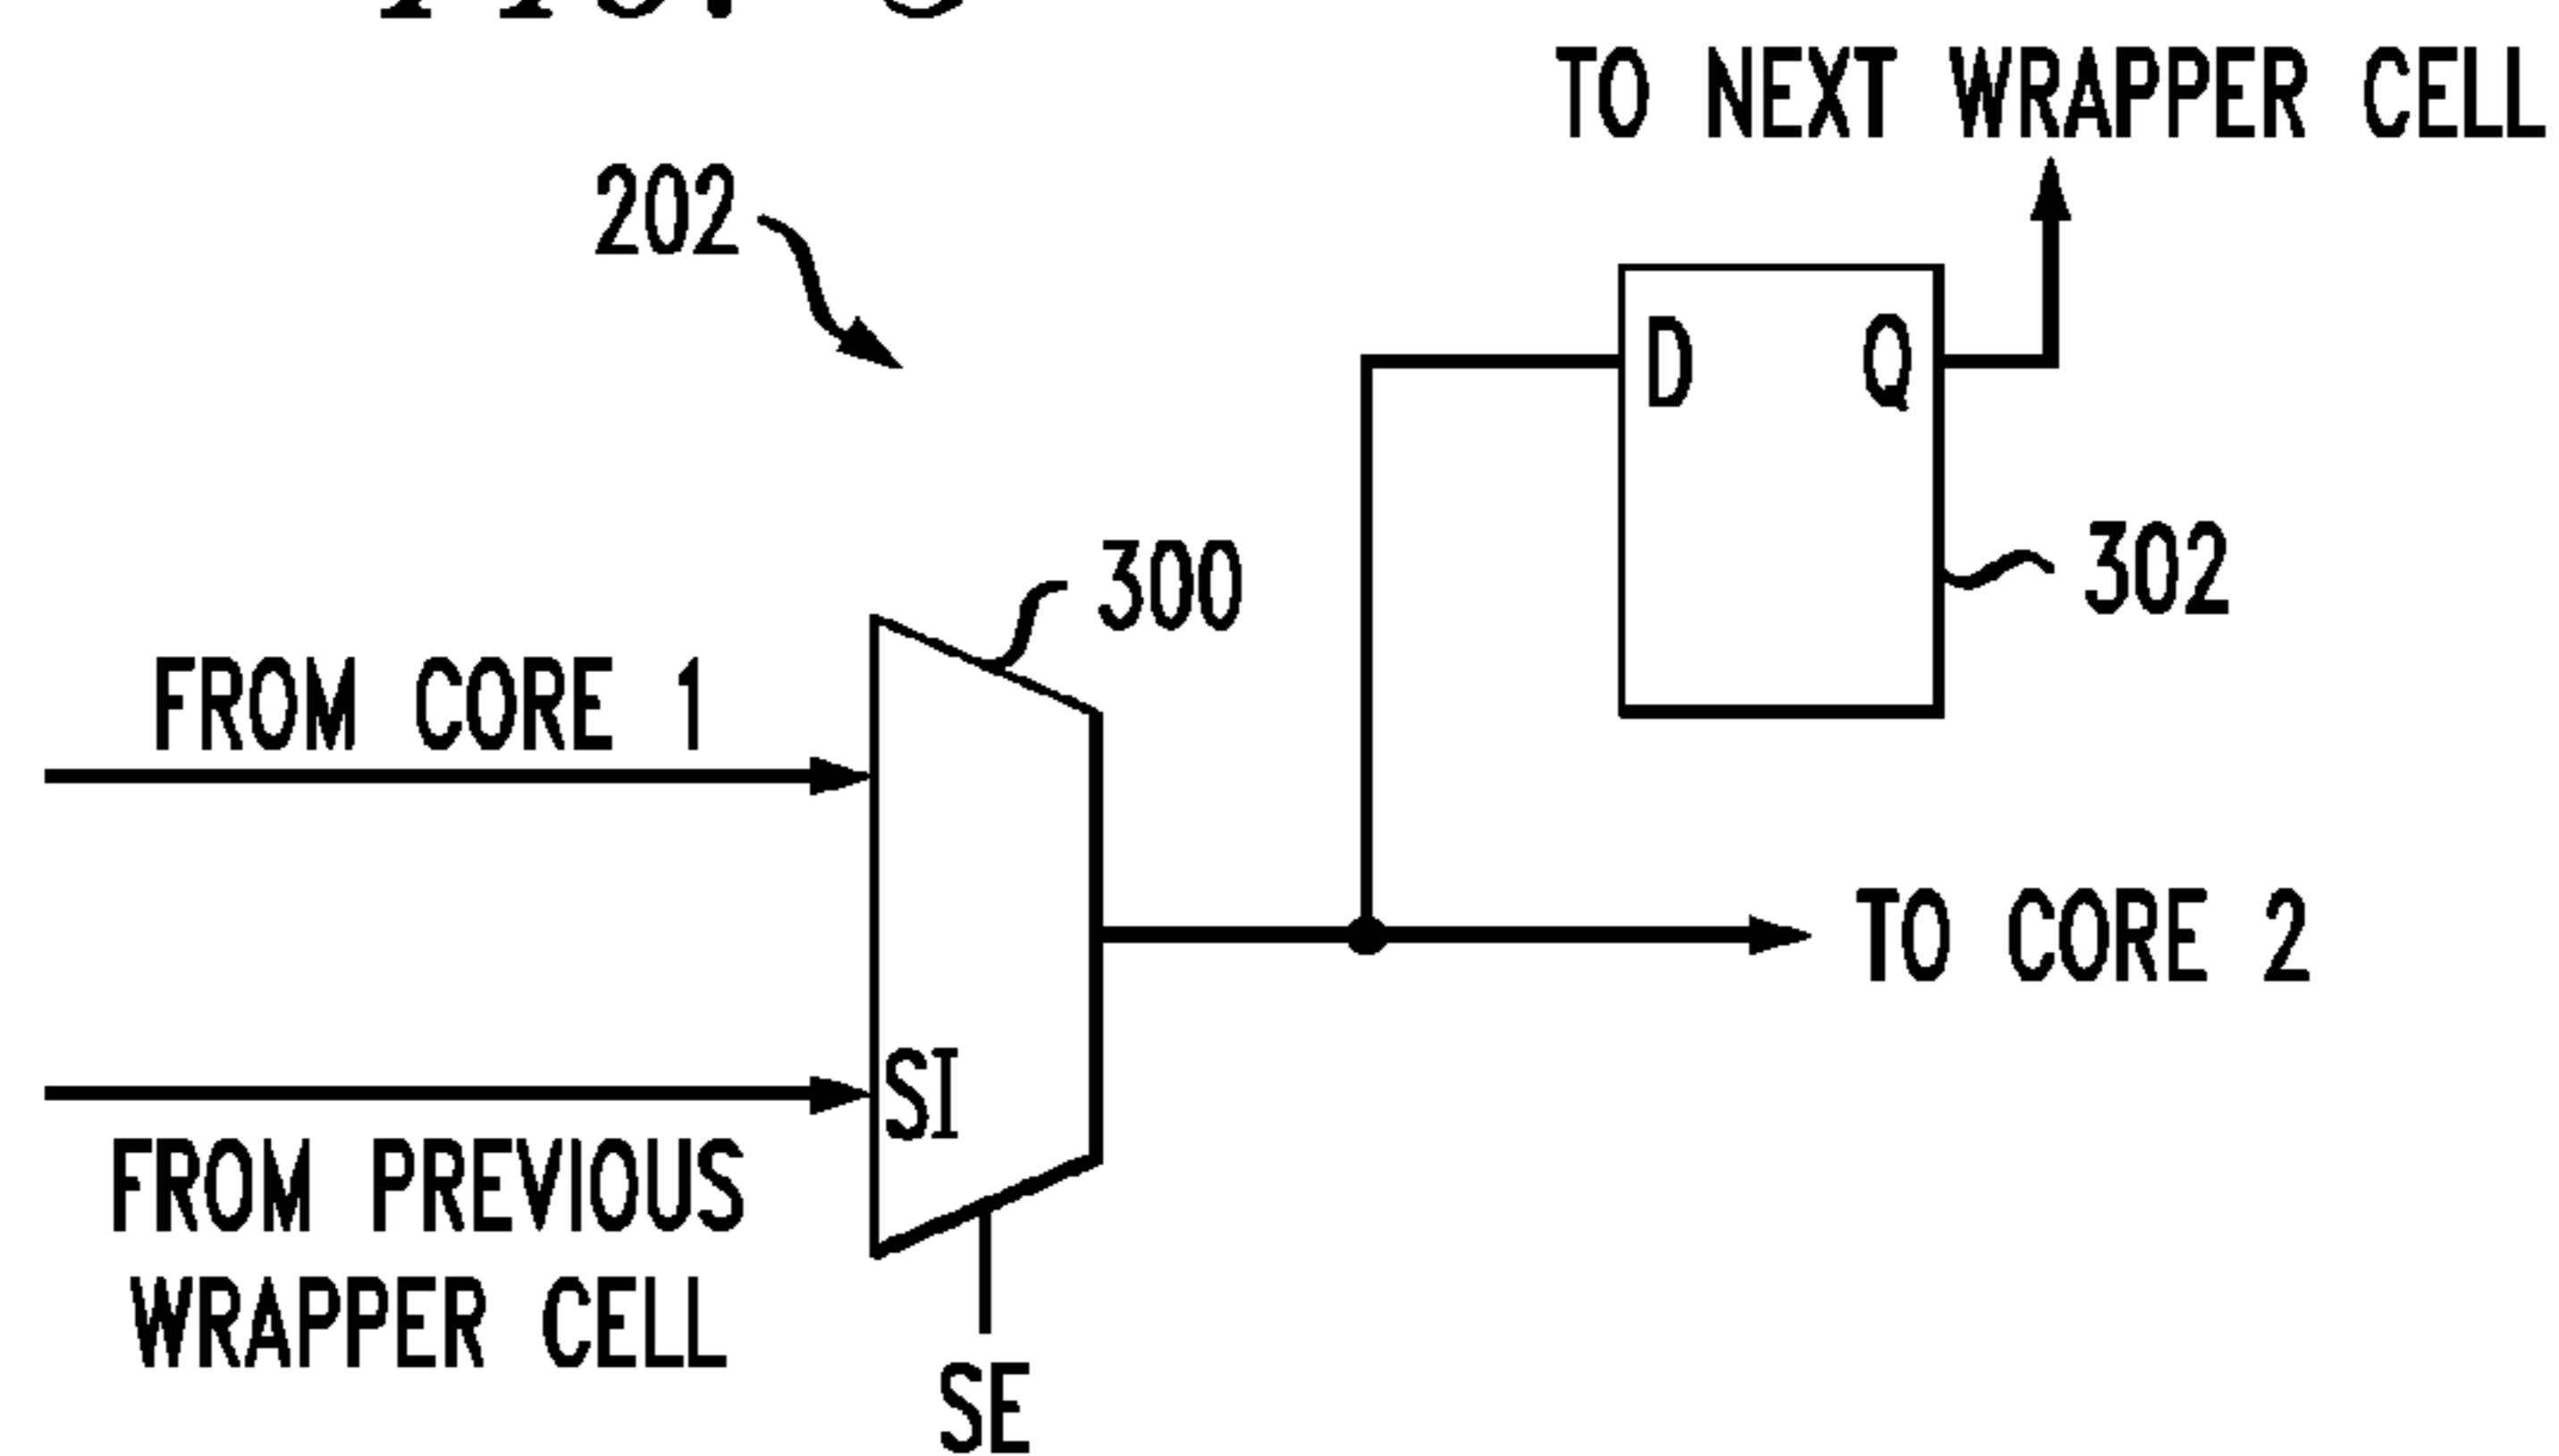 TO NEXT WRAPPER CELL
202
D Q
300
302
FROM CORE 1
TO CORE 2
SI
FROM PREVIOUS
WRAPPER CELL
SE